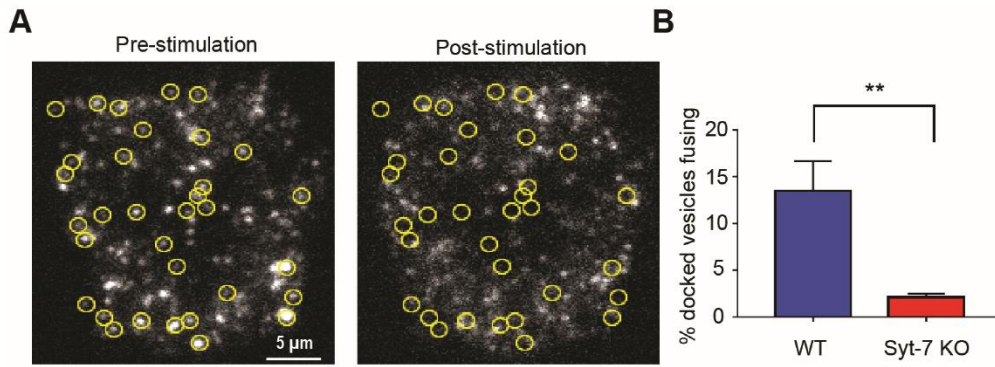 A
Pre-stimulation
Post-stimulation
5 µm
B
**
% docked vesicles fusing
20
15
10
5
0
WT
Syt-7 KO